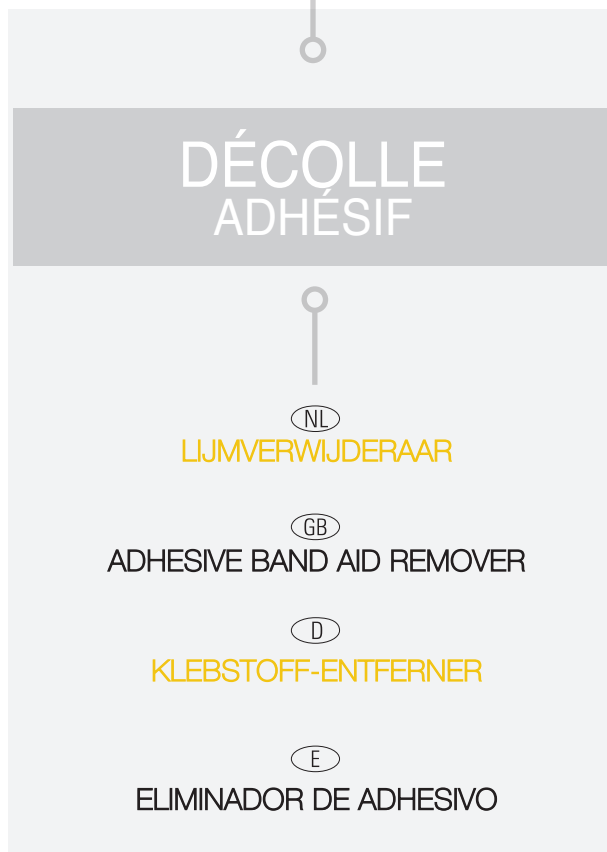 DÉCOLLE
ADHÉSIF
NL
LIJMVERWIJDERAAR
GB
ADHESIVE BAND AID REMOVER
D
KLEBSTOFF-ENTFERNER
E
ELIMINADOR DE ADHESIVO